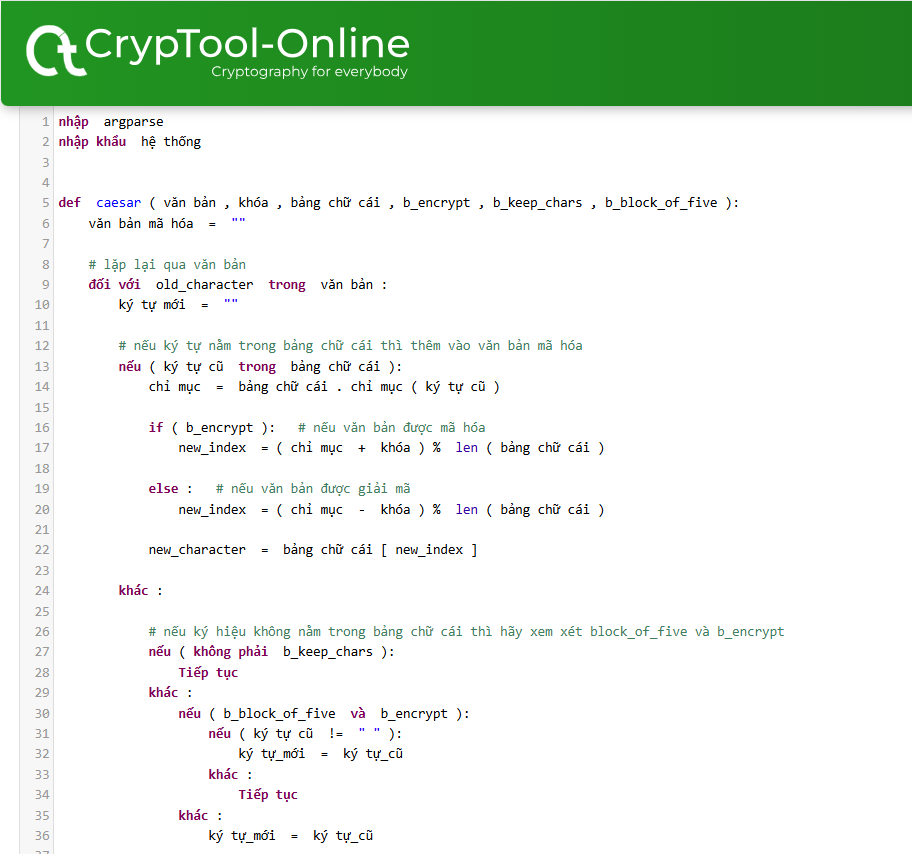 CrypTool-Online
Cryptography for everybody
1 nhập argparse
2 nhập khẩu hệ thống
3
4
5 def caesar ( văn bản , khóa , bảng chữ cái , b_encrypt , b_keep_chars , b_block_of_five ):
6 văn bản mã hóa = ""
7
8 # lặp lại qua văn bản
9 đối với old_character trong văn bản :
10 ký tự mới = ""
11
12 # nếu ký tự nằm trong bảng chữ cái thì thêm vào văn bản mã hóa
13 nếu ( ký tự cũ trong bảng chữ cái ):
14 chỉ mục = bảng chữ cái . chỉ mục ( ký tự cũ )
15
16 if ( b_encrypt ): # nếu văn bản được mã hóa
17 new_index = ( chỉ mục + khóa ) % len ( bảng chữ cái )
18
19 else : # nếu văn bản được giải mã
20 new_index = ( chỉ mục - khóa ) % len ( bảng chữ cái )
21
22 new_character = bảng chữ cái [ new_index ]
23
24 khác :
25
26 # nếu ký hiệu không nằm trong bảng chữ cái thì hãy xem xét block_of_five và b_encrypt
27 nếu ( không phải b_keep_chars ):
28 Tiếp tục
29 khác :
30 nếu ( b_block_of_five và b_encrypt ):
31 nếu ( ký tự cũ != " " ):
32 ký tự_mới = ký tự_cũ
33 khác :
34 Tiếp tục
35 khác :
36 ký tự_mới = ký tự_cũ